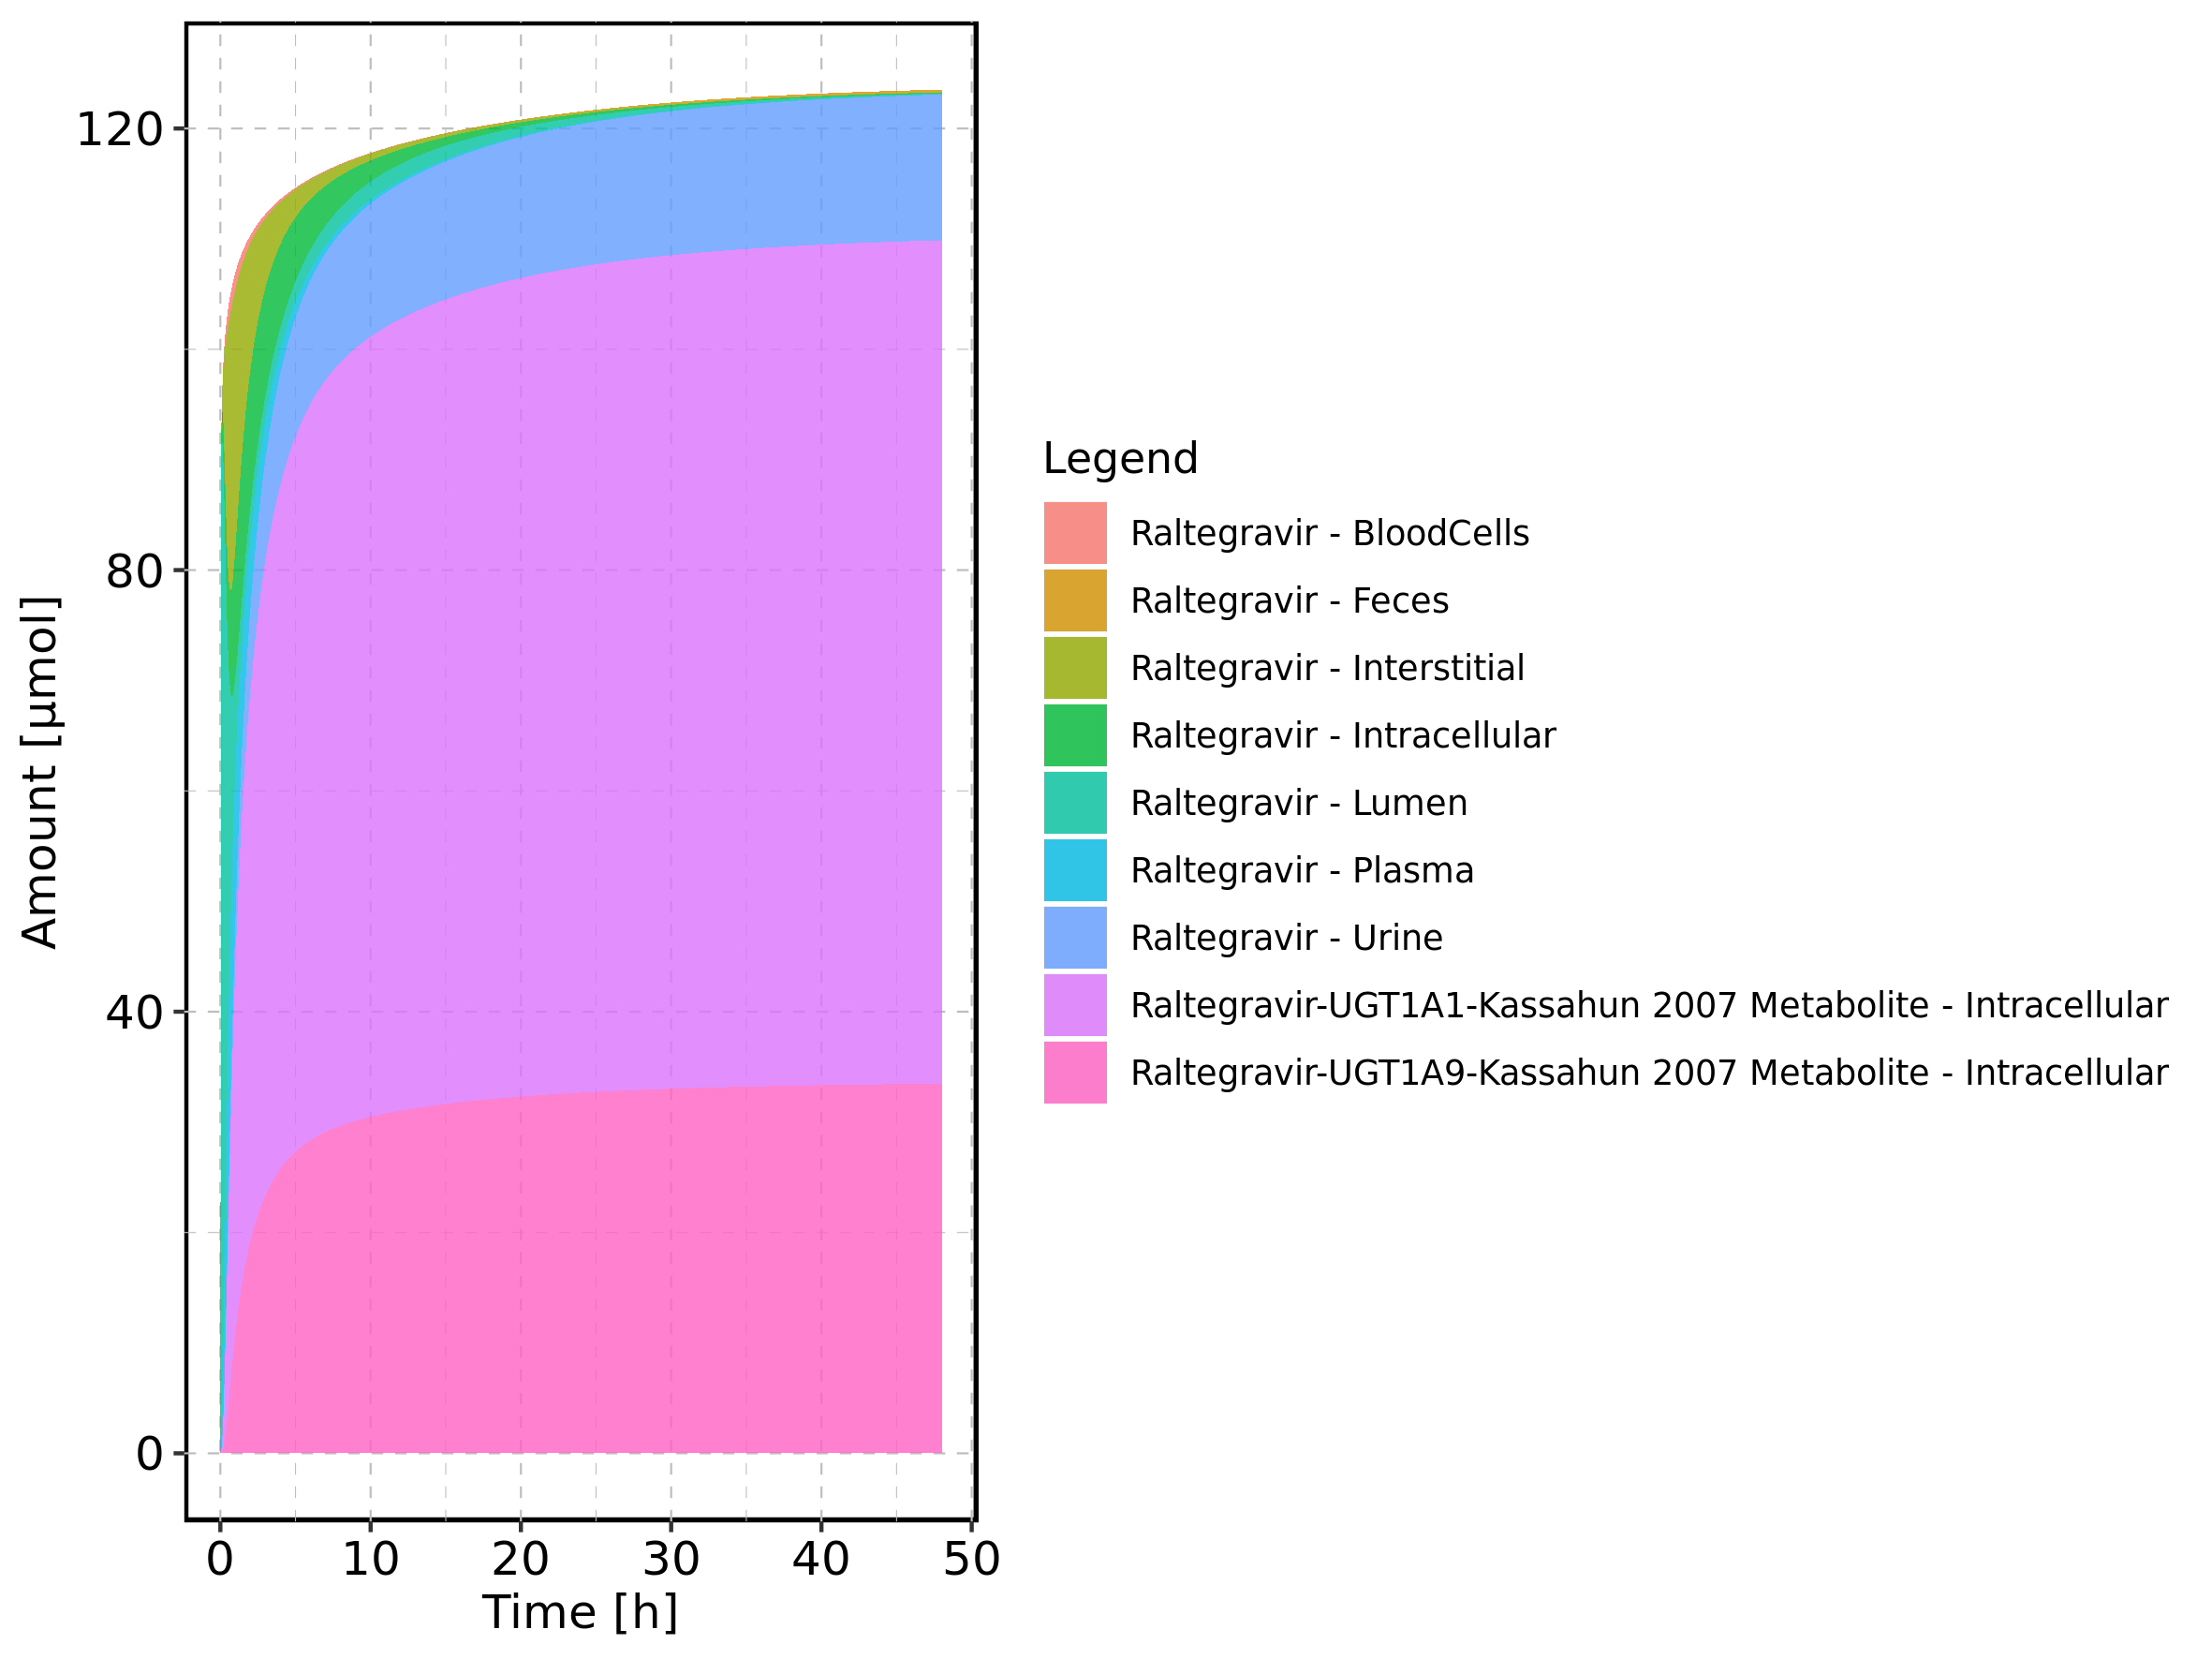 120
80
40
0
Amount [µmol]
0 10 20 30 40 50
Time [h]
Legend
Raltegravir - BloodCells
Raltegravir - Feces
Raltegravir - Interstitial
Raltegravir - Intracellular
Raltegravir - Lumen
Raltegravir - Plasma
Raltegravir - Urine
Raltegravir-UGT1A1-Kassahun 2007 Metabolite - Intracellular
Raltegravir-UGT1A9-Kassahun 2007 Metabolite - Intracellular